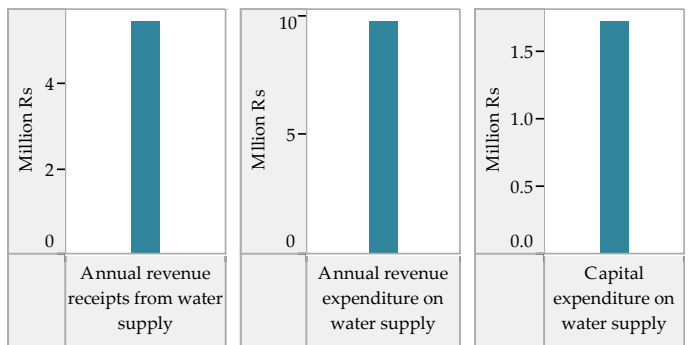 Million Rs
4
2
0
Annual revenue
receipts from water
supply
Mllion Rs
10
5
0
Annual revenue
expenditure on
water supply
Million Rs
1.5
1.0
0.5
0.0
Capital
expenditure on
water supply